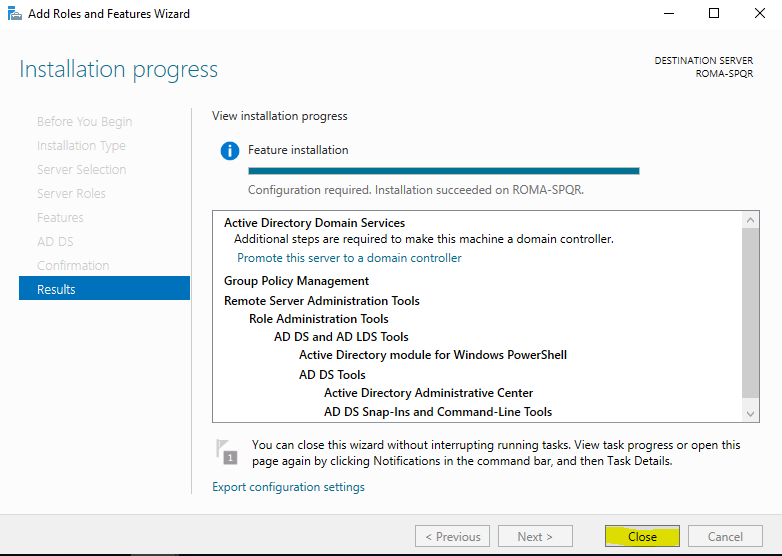 Add Roles and Features Wizard
Installation progress
DESTINATION SERVER
ROMA-SPQR
Before You Begin
Installation Type
Server Selection
Server Roles
Features
AD DS
Confirmation
Results
View installation progress
Feature installation
Configuration required. Installation succeeded on ROMA-SPQR.
Active Directory Domain Services
Additional steps are required to make this machine a domain controller.
Promote this server to a domain controller
Group Policy Management
Remote Server Administration Tools
Role Administration Tools
AD DS and AD LDS Tools
Active Directory module for Windows PowerShell
AD DS Tools
Active Directory Administrative Center
AD DS Snap-Ins and Command-Line Tools
1
You can close this wizard without interrupting running tasks. View task progress or open this
page again by clicking Notifications in the command bar, and then Task Details.
Export configuration settings
< Previous
Next >
Close
Cancel